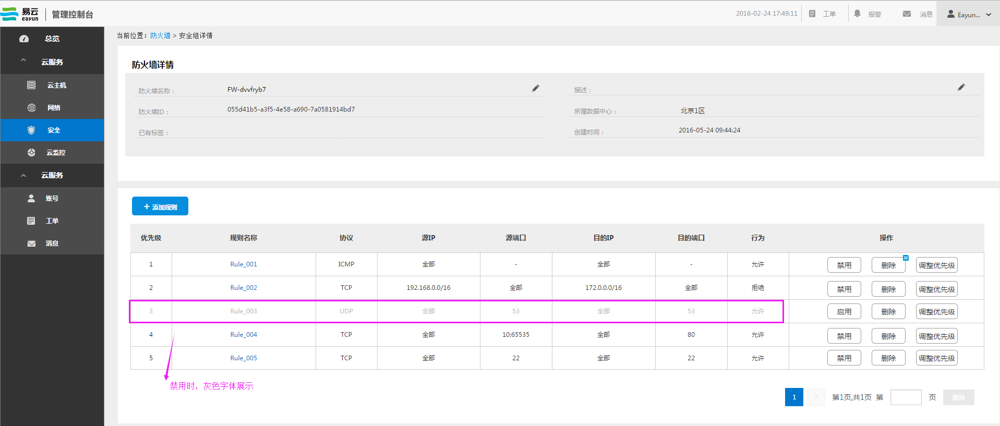 易云 eayun 管理控制台 2016-02-24 17:49:11 工单 报警 消息 Eayun...
总览
云服务
云主机
网络
安全
云监控
云服务
账号
工单
消息
当前位置：防火墙 > 安全组详情
防火墙详情
防火墙名称： FW-dvvfryb7 描述：
防火墙ID： 055d41b5-a3f5-4e58-a690-7a0581914bd7 所属数据中心： 北京1区
已有标签： 创建时间： 2016-05-24 09:44:24
+ 添加规则
优先级 规则名称 协议 源IP 源端口 目的IP 目的端口 行为 操作
1 Rule_001 ICMP 全部 - 全部 - 允许 禁用 删除 调整优先级
2 Rule_002 TCP 192.168.0.0/16 全部 172.0.0.0/16 全部 拒绝 禁用 删除 调整优先级
3 Rule_003 UDP 全部 53 全部 53 允许 启用 删除 调整优先级
4 Rule_004 TCP 全部 10:65535 全部 80 允许 禁用 删除 调整优先级
5 Rule_005 TCP 全部 22 全部 22 允许 禁用 删除 调整优先级
禁用时，灰色字体展示
1 > 第1页,共1页 第 页 跳转